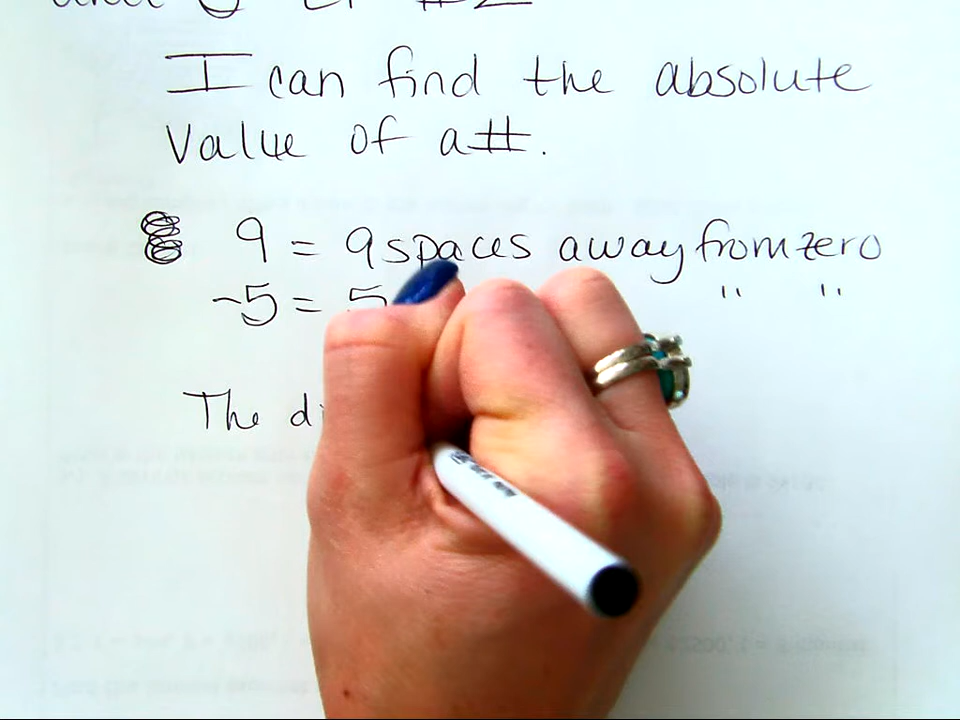 I can find the absolute
value of a #.
9 = 9 spaces away from zero
-5 = 5 " "
The